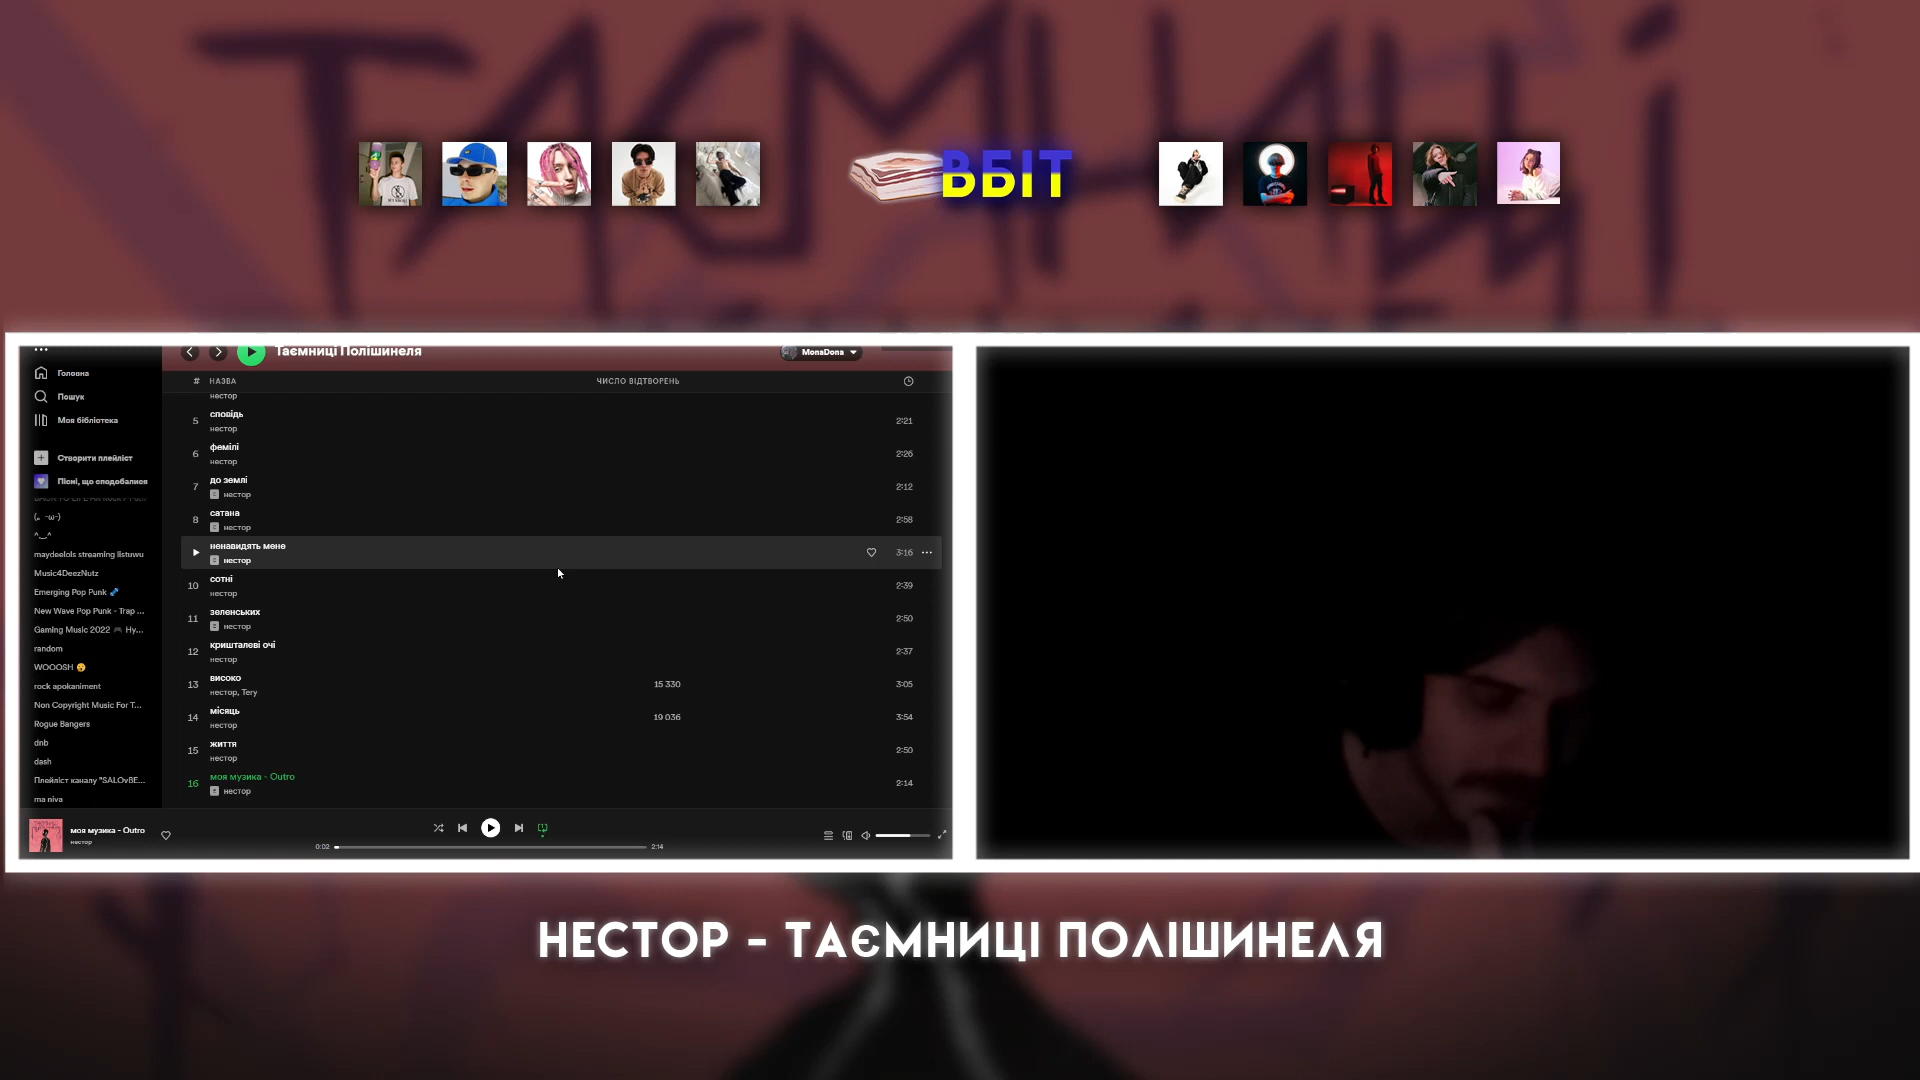 ТАЄМНИЦІ
ВБІТ
Таємниці Полішинеля
MonaDona
Головна
Пошук
Моя бібліотека
Створити плейліст
Пісні, що сподобалися
(。-ω-)
^‿^
maydeelols streaming listuwu
Music4DeezNutz
Emerging Pop Punk
New Wave Pop Punk - Trap ...
Gaming Music 2022 🎮 Hy...
random
WOOOSH 😮
rock apokaniment
Non Copyright Music For T...
Rogue Bangers
dnb
dash
Плейліст каналу "SALOvБЕ...
ma niva
# НАЗВА ЧИСЛО ВІДТВОРЕНЬ
нестор
5 сповідь 2:21
нестор
6 фемілі 2:26
нестор
7 до землі 2:12
E нестор
8 сатана 2:58
E нестор
ненавидять мене 3:16
E нестор
10 сотні 2:39
нестор
11 зеленських 2:50
E нестор
12 кришталеві очі 2:37
нестор
13 високо 15 330 3:05
нестор, Tery
14 місяць 19 036 3:54
нестор
15 життя 2:50
нестор
16 моя музика - Outro 2:14
E нестор
моя музика - Outro
нестор
0:02 2:14
НЕСТОР - ТАЄМНИЦІ ПОЛІШИНЕЛЯ